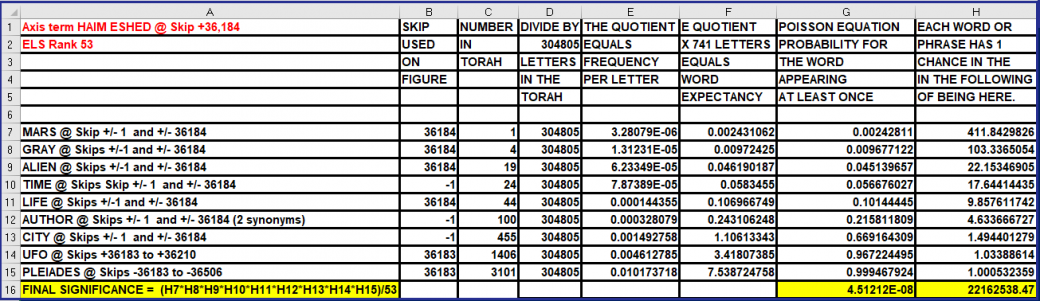 A B C D E F G H
1 Axis term HAIM ESHED @ Skip +36,184 SKIP NUMBER DIVIDE BY THE QUOTIENT E QUOTIENT POISSON EQUATION EACH WORD OR
2 ELS Rank 53 USED IN 304805 EQUALS X 741 LETTERS PROBABILITY FOR PHRASE HAS 1
3 ON TORAH LETTERS FREQUENCY EQUALS THE WORD CHANCE IN THE
4 FIGURE IN THE PER LETTER WORD APPEARING IN THE FOLLOWING
5 TORAH EXPECTANCY AT LEAST ONCE OF BEING HERE.
6
7 MARS @ Skip +/- 1 and +/- 36184 36184 1 304805 3.28079E-06 0.002431062 0.00242811 411.8429826
8 GRAY @ Skips +/-1 and +/- 36184 36184 4 304805 1.31231E-05 0.00972425 0.009677122 103.3365054
9 ALIEN @ Skips +/-1 and +/- 36184 36184 19 304805 6.23349E-05 0.046190187 0.045139657 22.15346905
10 TIME @ Skips Skip +/- 1 and +/- 36184 -1 24 304805 7.87389E-05 0.0583455 0.056676027 17.64414435
11 LIFE @ Skips +/-1 and +/- 36184 36184 44 304805 0.000144355 0.106966749 0.10144445 9.857611742
12 AUTHOR @ Skips +/- 1 and +/- 36184 (2 synonyms) -1 100 304805 0.000328079 0.243106248 0.215811809 4.633666727
13 CITY @ Skips +/- 1 and +/- 36184 -1 455 304805 0.001492758 1.10613343 0.669164309 1.494401279
14 UFO @ Skips +36183 to +36210 36183 1406 304805 0.004612785 3.41807385 0.967224495 1.03388614
15 PLEIADES @ Skips -36183 to -36506 36183 3101 304805 0.010173718 7.538724758 0.999467924 1.000532359
16 FINAL SIGNIFICANCE = (H7*H8*H9*H10*H11*H12*H13*H14*H15)/53 4.51212E-08 22162538.47